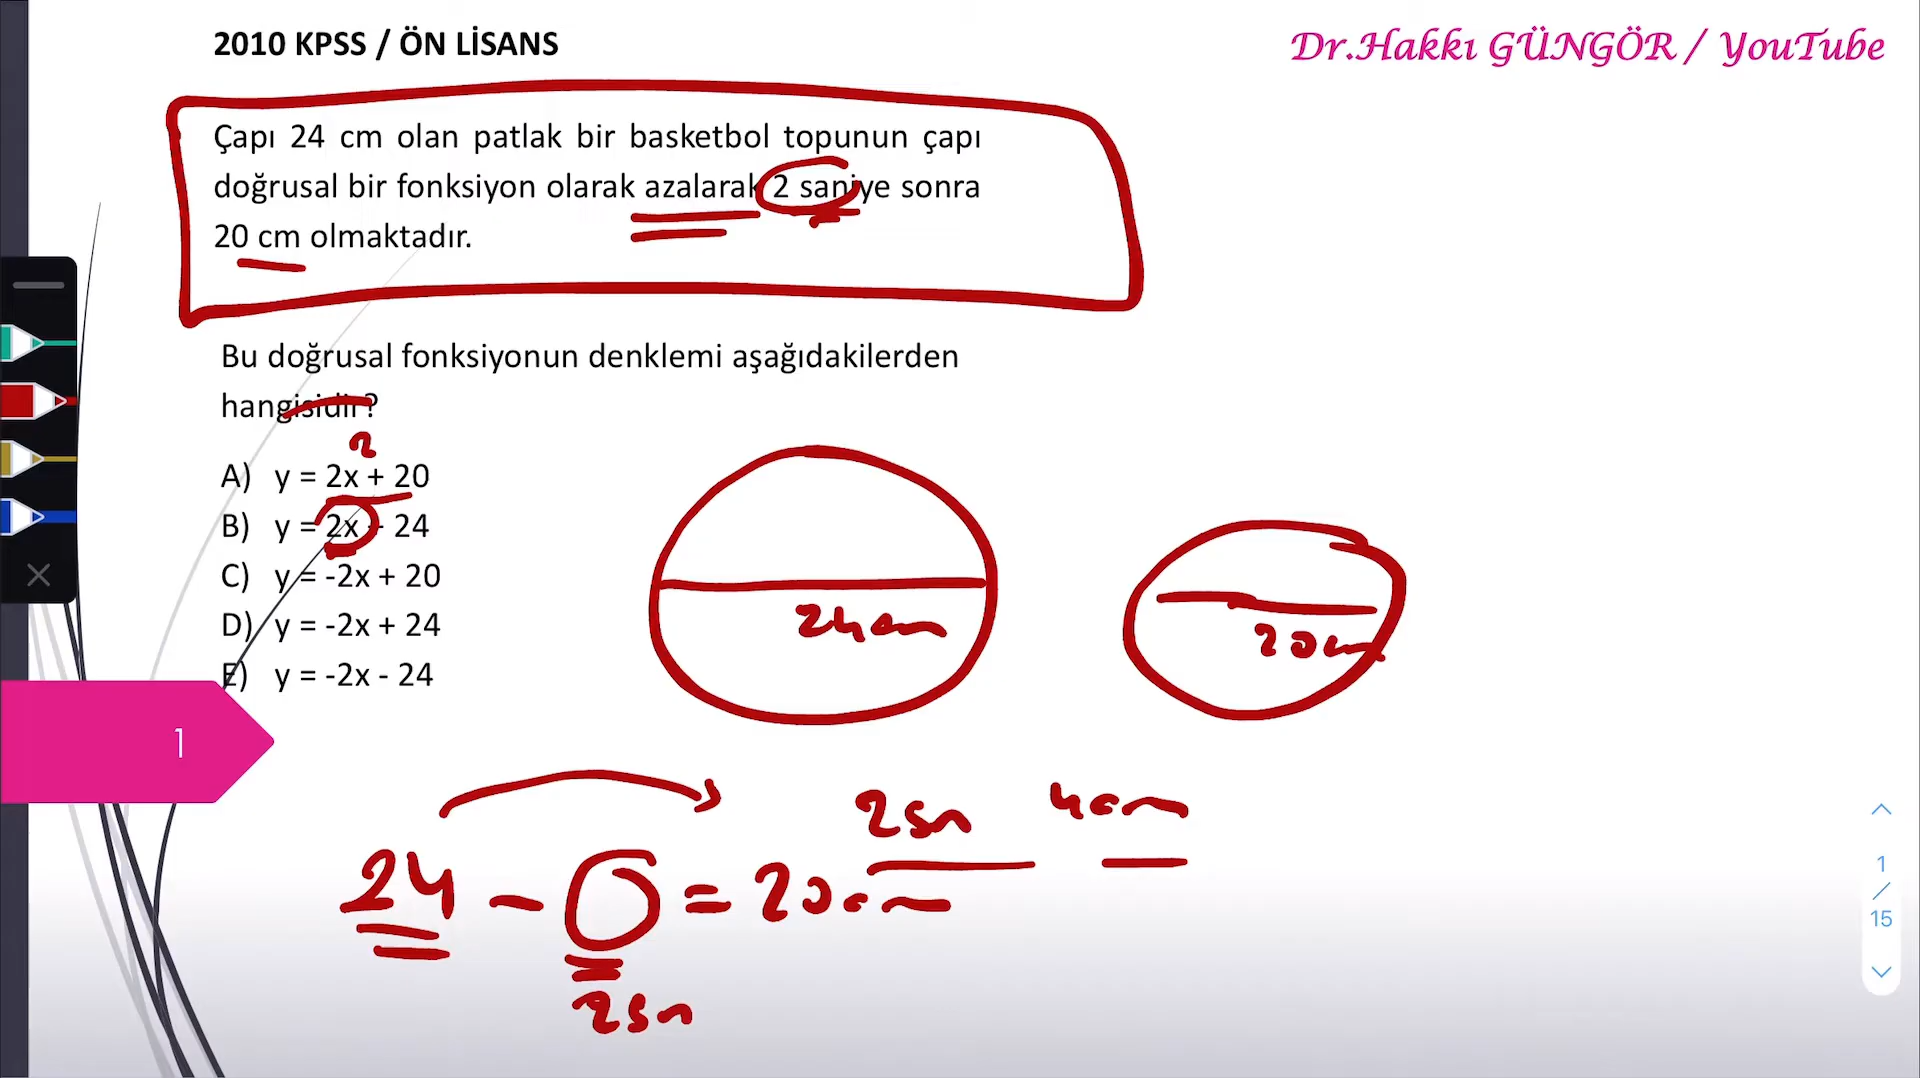 2010 KPSS / ÖN LİSANS
Dr.Hakkı GÜNGÖR / YouTube
Çapı 24 cm olan patlak bir basketbol topunun çapı
doğrusal bir fonksiyon olarak azalarak 2 saniye sonra
20 cm olmaktadır.
Bu doğrusal fonksiyonun denklemi aşağıdakilerden
hangisidir?
2
A) y = 2x + 20
B) y = 2x - 24
C) y = -2x + 20
D) y = -2x + 24
E) y = -2x - 24
24cm
20cm
1
2sn 4cm
24 - 0 = 20cm
2sn
1
/
15